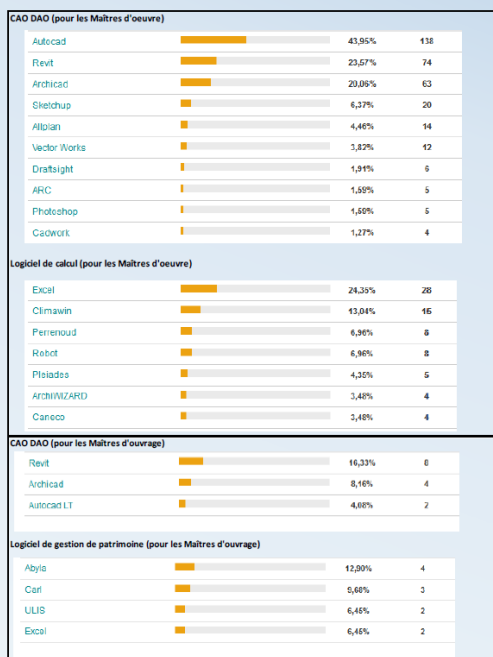 CAO DAO (pour les Maîtres d'oeuvre)
Autocad 43,95% 138
Revit 23,57% 74
Archicad 20,06% 63
Sketchup 6,37% 20
Allplan 4,46% 14
Vector Works 3,82% 12
Draftsight 1,91% 6
ARC 1,59% 5
Photoshop 1,59% 5
Cadwork 1,27% 4
Logiciel de calcul (pour les Maîtres d'oeuvre)
Excel 24,35% 28
Climawin 13,04% 15
Perrenoud 6,96% 8
Robot 6,96% 8
Pleiades 4,35% 5
ArchiWIZARD 3,48% 4
Caneco 3,48% 4
CAO DAO (pour les Maîtres d'ouvrage)
Revit 16,33% 8
Archicad 8,16% 4
Autocad LT 4,08% 2
Logiciel de gestion de patrimoine (pour les Maîtres d'ouvrage)
Abyla 12,90% 4
Carl 9,68% 3
ULIS 6,45% 2
Excel 6,45% 2